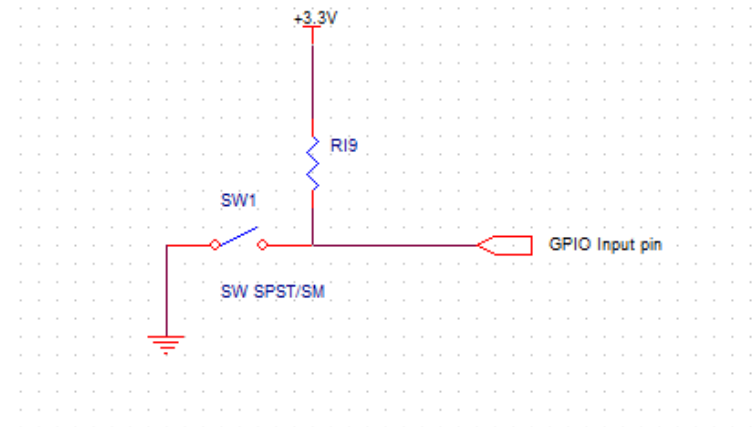 +3.3V
RI9
SW1
GPIO Input pin
SW SPST/SM